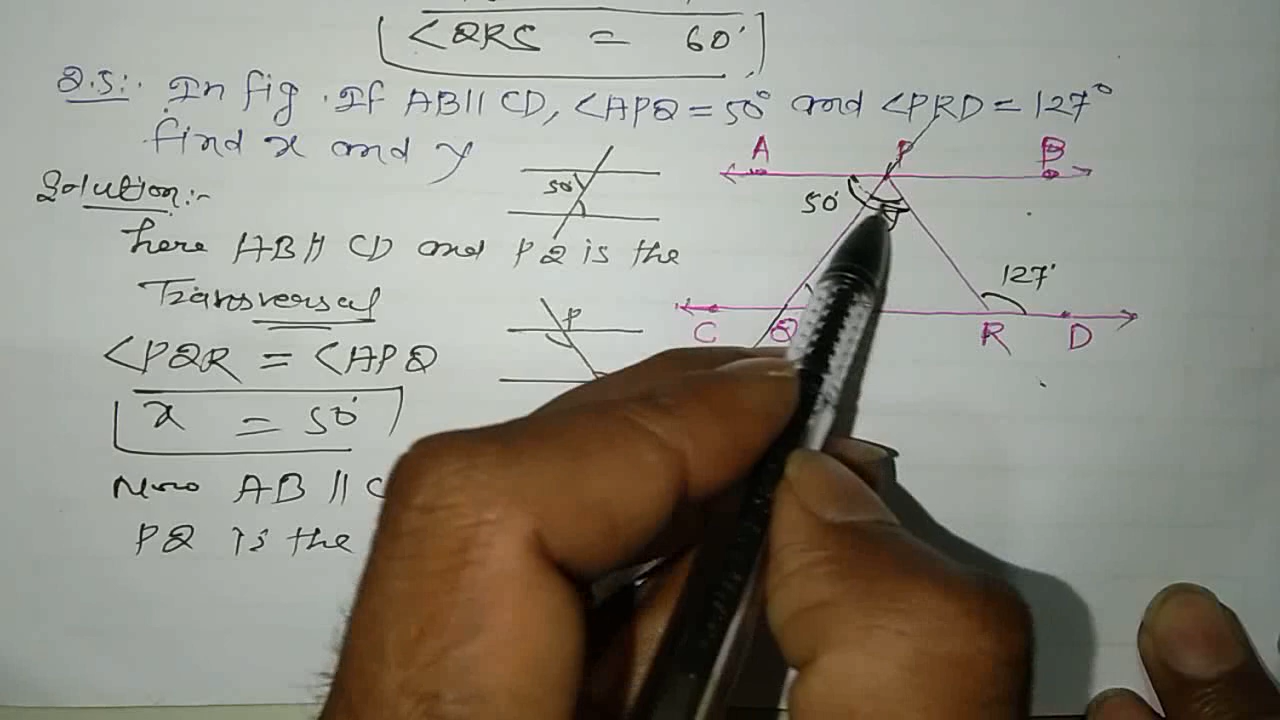 <QRS = 60°
Q.5:. In fig. If AB || CD, <APQ = 50° and <PRD = 127°
find x and y
Solution:-
here AB || CD and PQ is the
Transversal
<PQR = <APQ
x = 50°
Now AB || C
PQ is the
50°
P
A P B
50°
127°
C Q R D